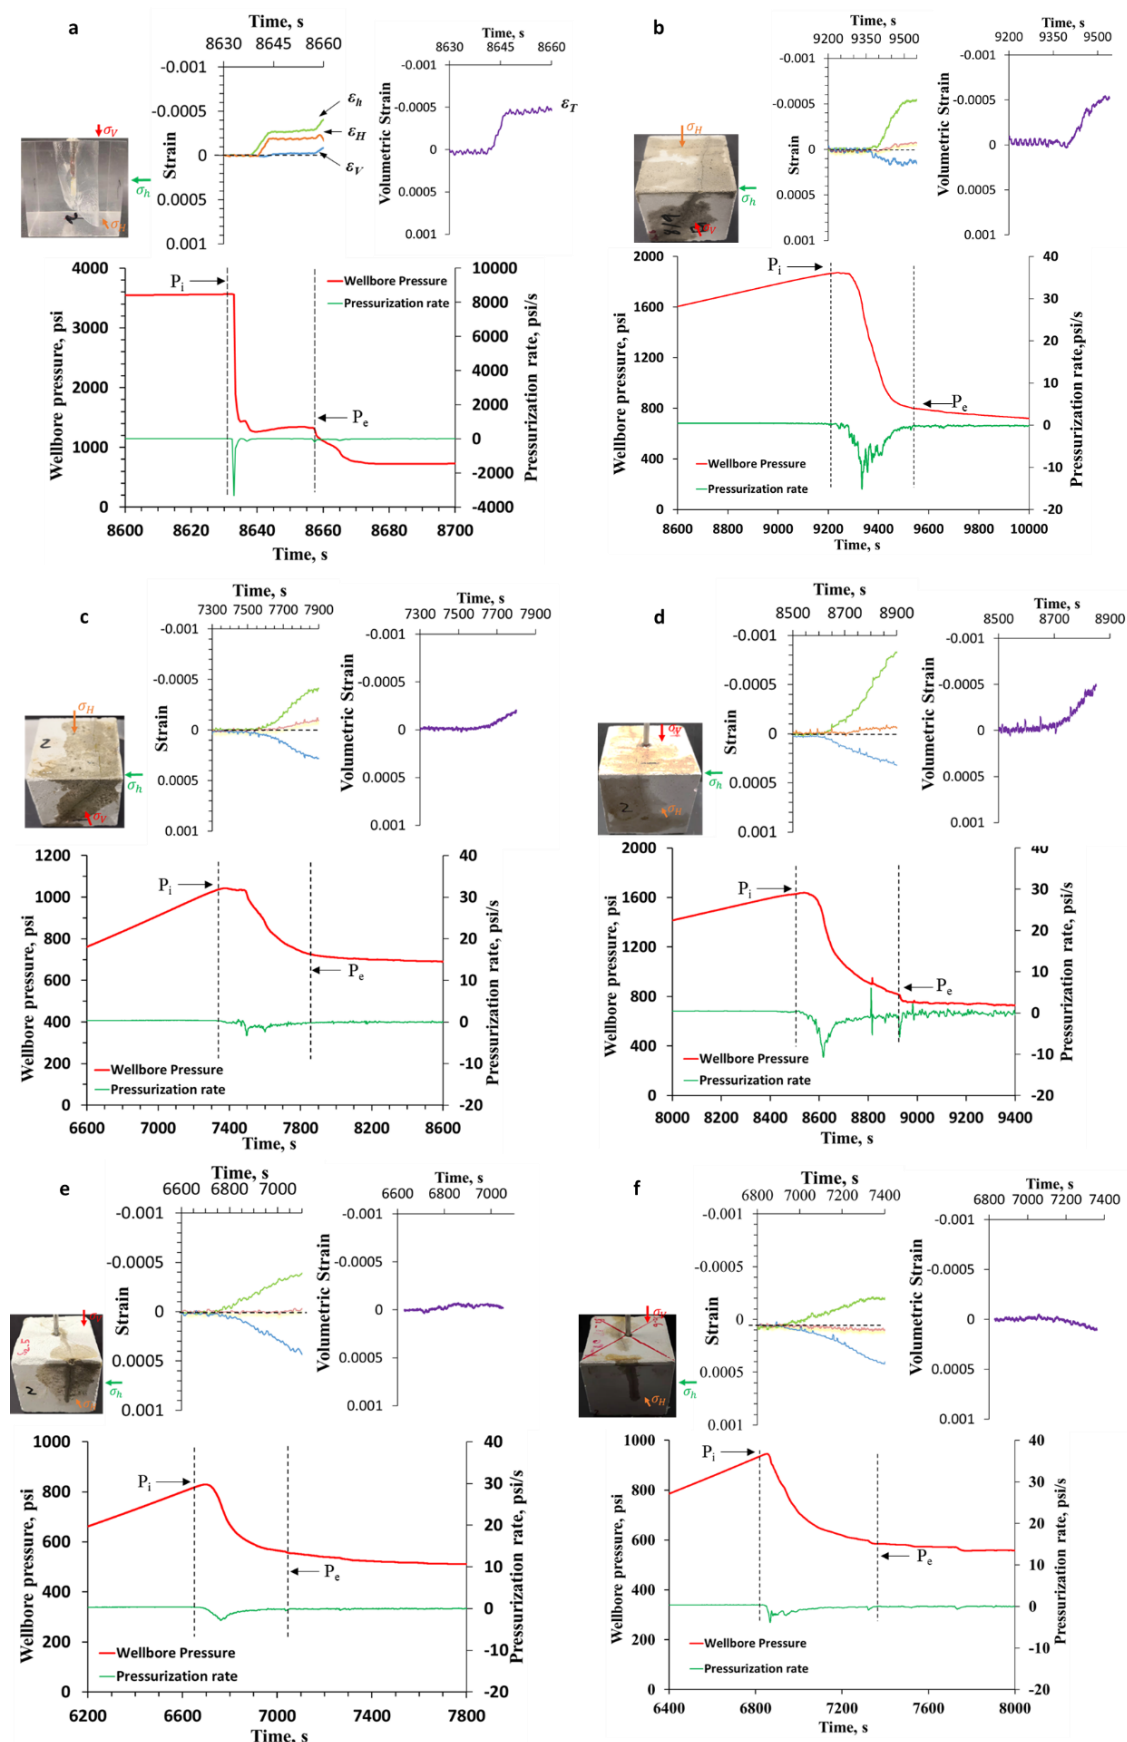 a
Time, s
8630 8645 8660
-0.001
-0.0005
0
0.0005
0.001
Strain
εh
εH
εV
Time, s
8630 8645 8660
-0.001
-0.0005
0
0.0005
0.001
Volumetric Strain
εT
σV
σh
4000
3200
2400
1600
1000
0
Wellbore pressure, psi
Pi
Pe
Wellbore Pressure
Pressurization rate
10000
8000
6000
4000
2000
0
-2000
-4000
Pressurization rate, psi/s
8600 8620 8640 8660 8680 8700
Time, s
b
9200 9350 9500
-0.001
-0.0005
0
0.0005
0.001
Strain
Time, s
9200 9350 9500
-0.001
-0.0005
0
0.0005
0.001
Volumetric Strain
σH
σh
σV
2000
1600
1200
800
400
0
Wellbore pressure, psi
Pi
Pe
Wellbore Pressure
Pressurization rate
40
30
20
10
0
-10
-20
Pressurization rate,psi/s
8600 8800 9000 9200 9400 9600 9800 10000
Time, s
c
Time, s
7300 7500 7700 7900
-0.001
-0.0005
0
0.0005
0.001
Strain
Time, s
7300 7500 7700 7900
-0.001
-0.0005
0
0.0005
0.001
Volumetric Strain
σH
2
σh
σV
1200
1000
800
600
400
200
0
Wellbore pressure, psi
Pi
Pe
Wellbore Pressure
Pressurization rate
40
30
20
10
0
-10
-20
Pressurization rate, psi/s
6600 7000 7400 7800 8200 8600
Time, s
d
8500 8700 8900
-0.001
-0.0005
0
0.0005
0.001
Strain
Time, s
8500 8700 8900
-0.001
-0.0005
0
0.0005
0.001
Volumetric Strain
σV
σh
σH
2
2000
1600
1200
800
400
0
Wellbore pressure, psi
Pi
Pe
Wellbore Pressure
Pressurization rate
40
30
20
10
0
-10
-20
Pressurization rate, psi/s
8000 8200 8400 8600 8800 9000 9200 9400
Time, s
e
Time, s
6600 6800 7000
-0.001
-0.0005
0
0.0005
0.001
Strain
Time, s
6600 6800 7000
-0.001
-0.0005
0
0.0005
0.001
Volumetric Strain
2
σh
1000
800
600
400
200
0
Wellbore pressure, psi
Pi
Pe
Wellbore Pressure
Pressurization rate
40
30
20
10
0
-10
-20
Pressurization rate, psi/s
6200 6600 7000 7400 7800
Time, s
f
Time, s
6800 7000 7200 7400
-0.001
-0.0005
0
0.0005
0.001
Strain
Time, s
6800 7000 7200 7400
-0.001
-0.0005
0
0.0005
0.001
Volumetric Strain
σh
σH
1000
800
600
400
200
0
Wellbore pressure, psi
Pi
Pe
Wellbore Pressure
Pressurization rate
40
30
20
10
0
-10
-20
Pressurization rate, psi/s
6400 6800 7200 7600 8000
Time, s